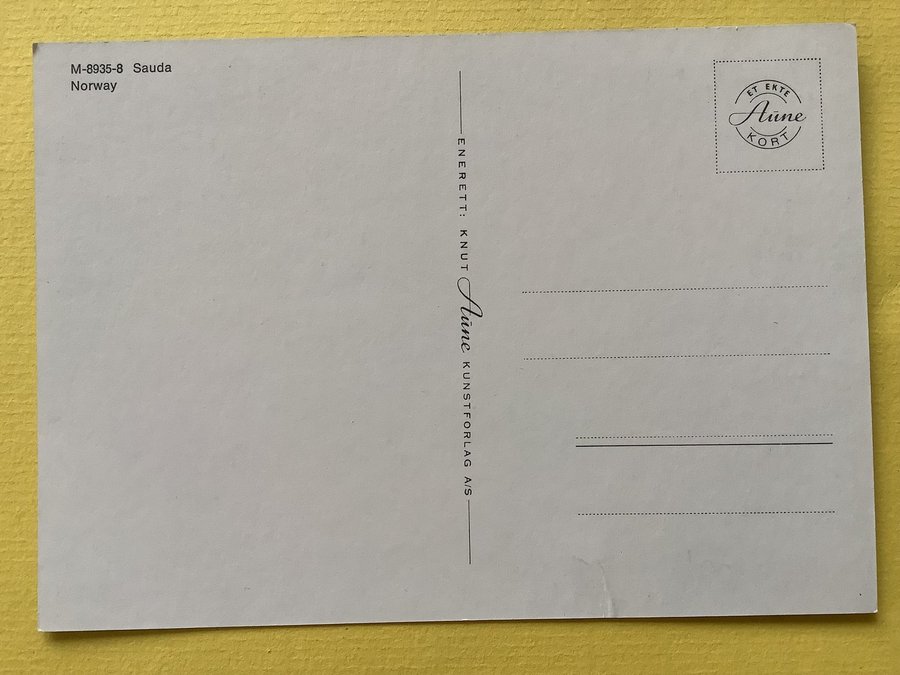 M-8935-8 Sauda
Norway
ENERETT: KNUT Aune KUNSTFORLAG A/S
ET EKTE
Aune
KORT